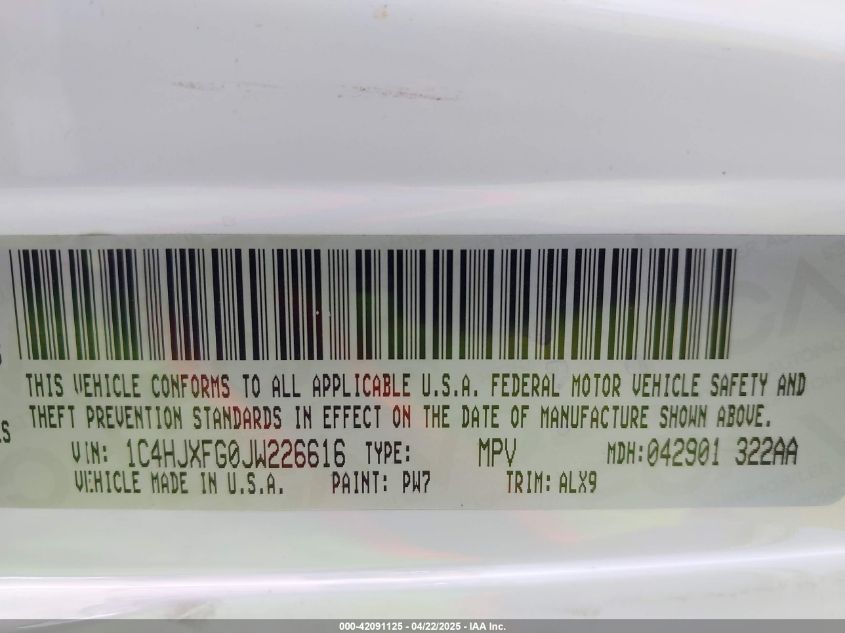 THIS VEHICLE CONFORMS TO ALL APPLICABLE U.S.A. FEDERAL MOTOR VEHICLE SAFETY AND
THEFT PREVENTION STANDARDS IN EFFECT ON THE DATE OF MANUFACTURE SHOWN ABOVE.
VIN: 1C4HJXFG0JW226616 TYPE: MPV MDH:042901 322AA
VEHICLE MADE IN U.S.A. PAINT: PW7 TRIM: ALX9
000-42091125 - 04/22/2025 - IAA Inc.